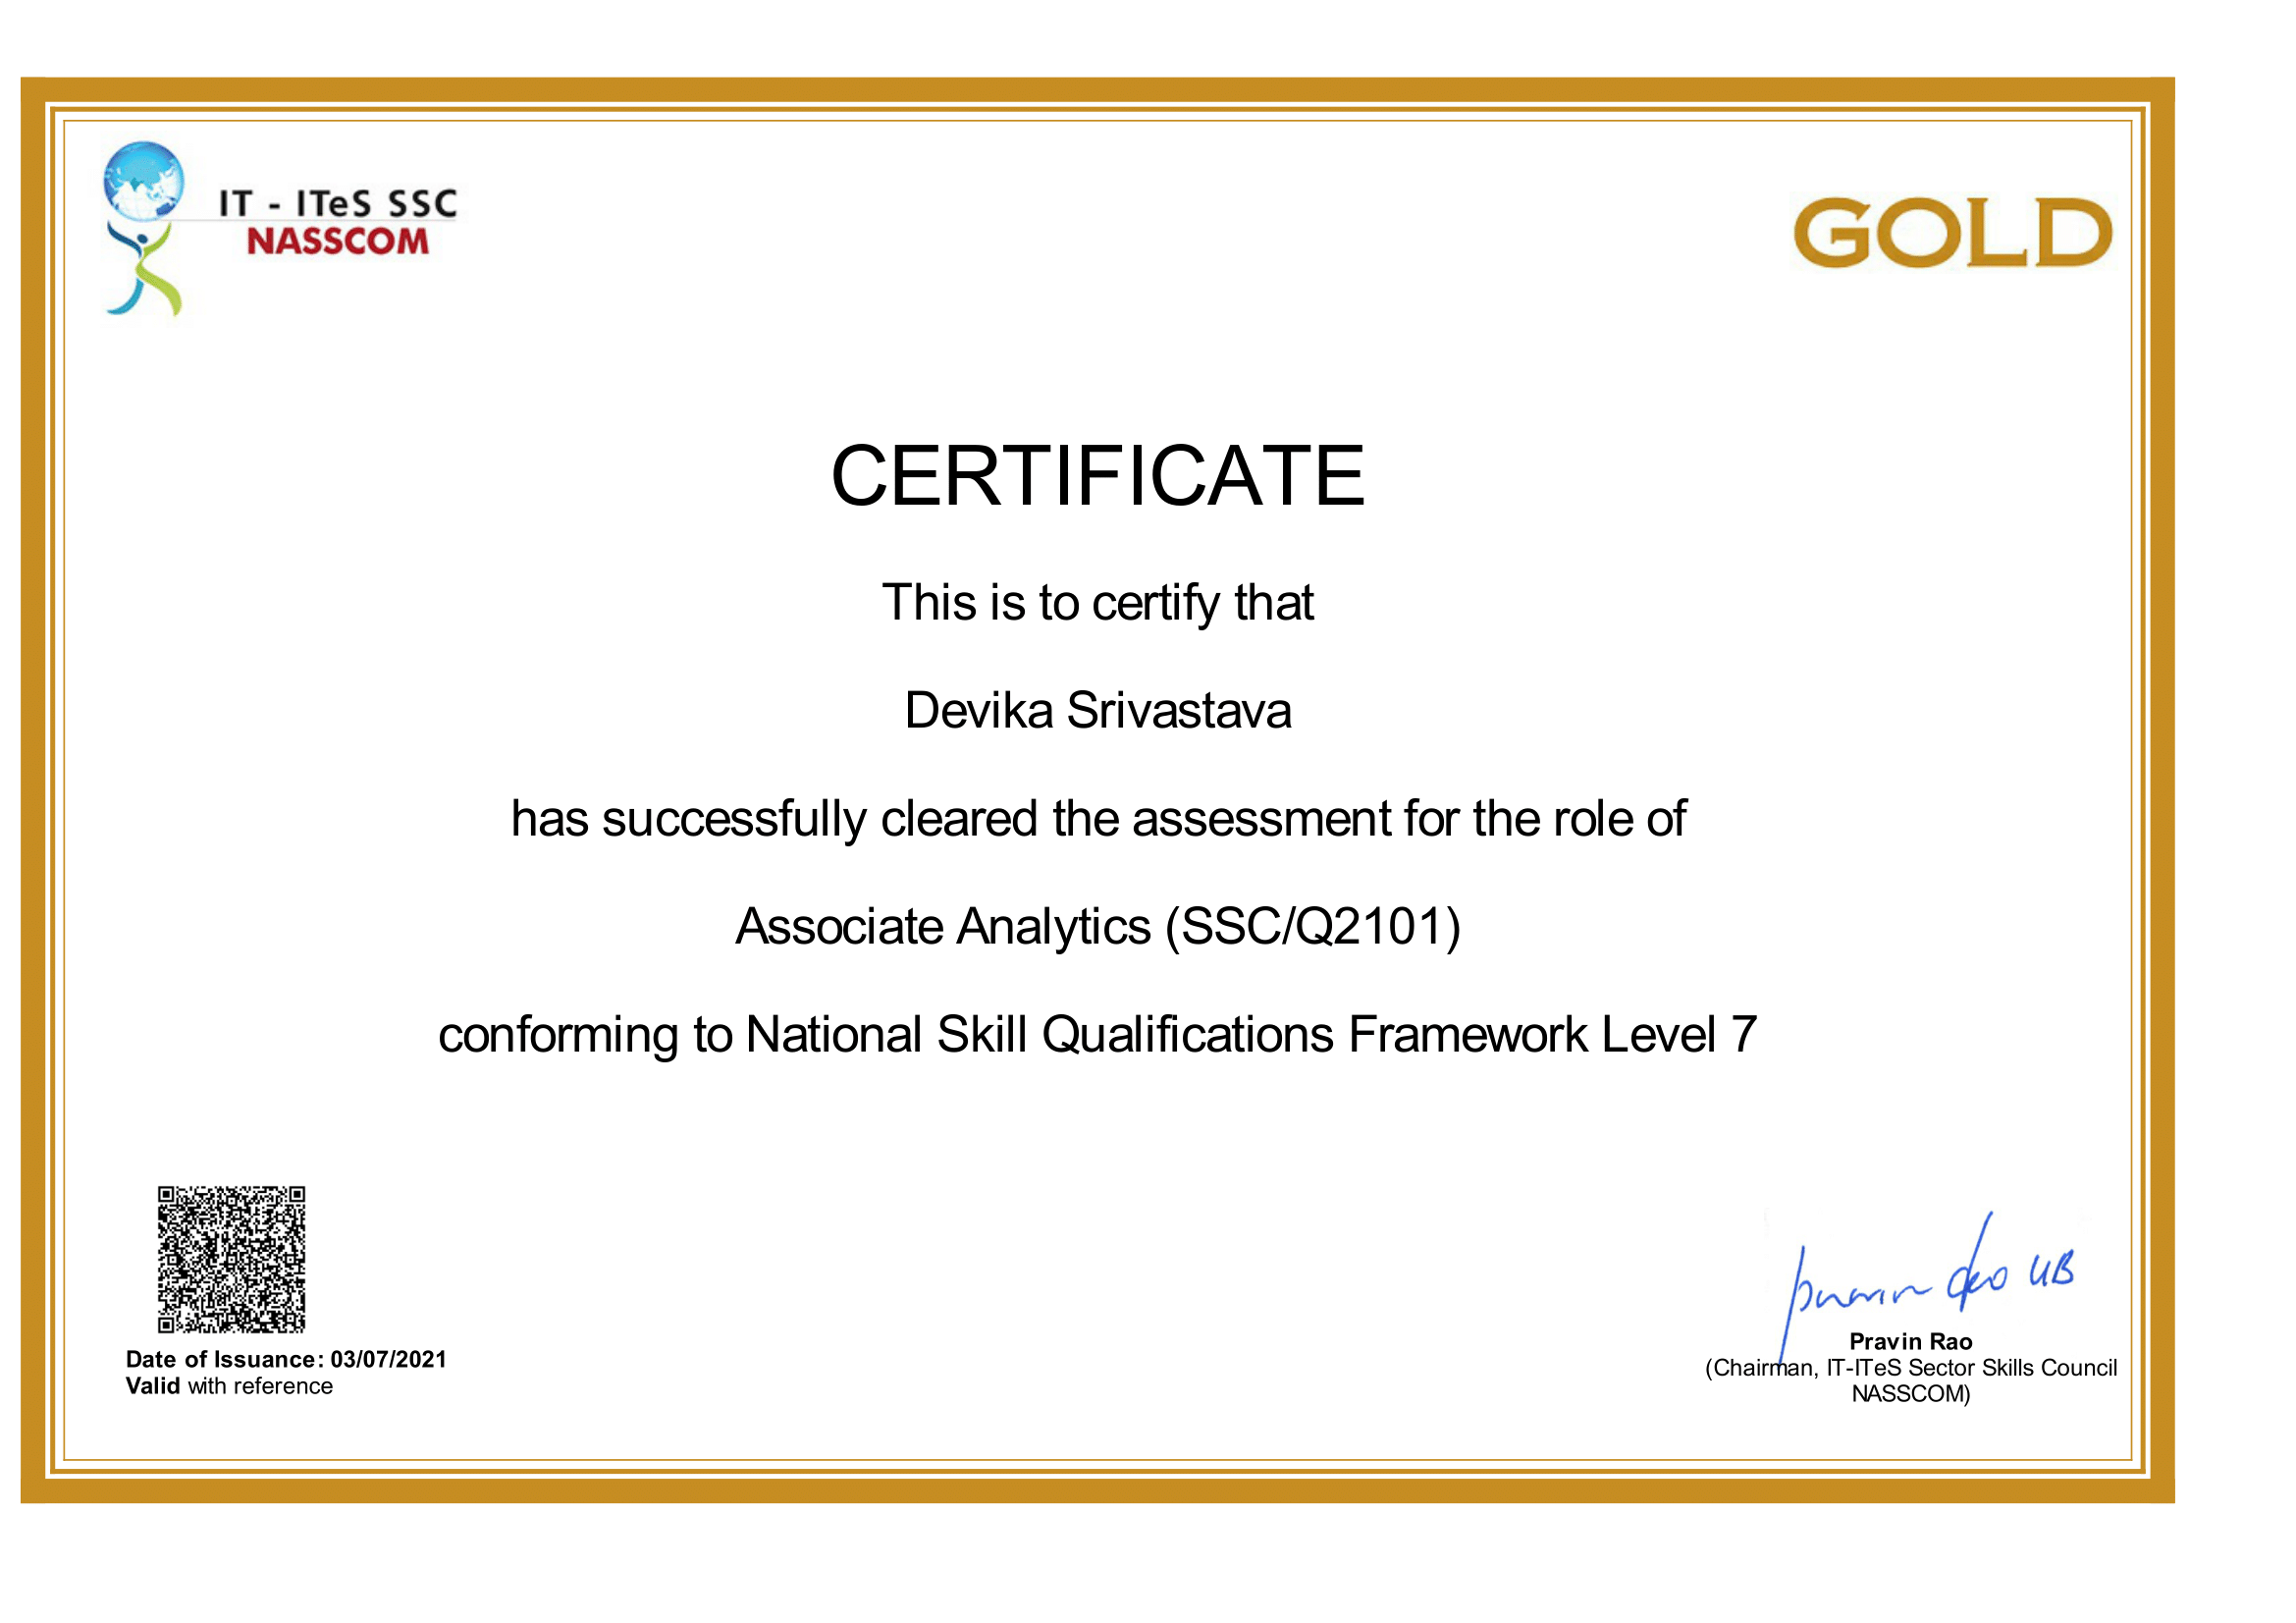 IT - ITeS SSC
NASSCOM
GOLD
CERTIFICATE
This is to certify that
Devika Srivastava
has successfully cleared the assessment for the role of
Associate Analytics (SSC/Q2101)
conforming to National Skill Qualifications Framework Level 7
Date of Issuance: 03/07/2021
Valid with reference
Pravin Rao UB
Pravin Rao
(Chairman, IT-ITeS Sector Skills Council
NASSCOM)